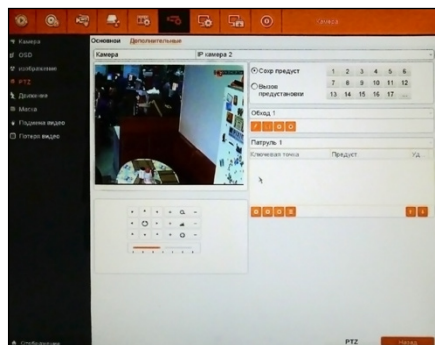 Камера
Камера
OSD
изображение
PTZ
Движение
Маска
Подмена видео
Потеря видео
Основной Дополнительные
Камера IP камера 2
Сохр предуст
Вызов
предустановки
1 2 3 4 5 6
7 8 9 10 11 12
13 14 15 16 17 ...
Обход 1
Патруль 1
Ключевая точка Предуст Уд
PTZ Назад